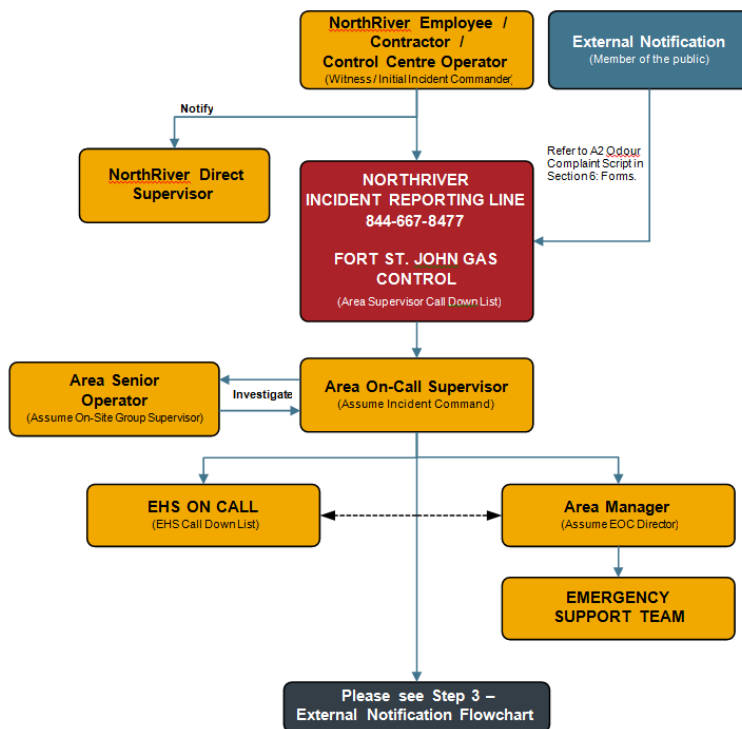 NorthRiver Employee /
Contractor /
Control Centre Operator
(Witness / Initial Incident Commander)
External Notification
(Member of the public)
Notify
NorthRiver Direct
Supervisor
Refer to A2 Odour
Complaint Script in
Section 6: Forms.
NORTHRIVER
INCIDENT REPORTING LINE
844-667-8477
FORT ST. JOHN GAS
CONTROL
(Area Supervisor Call Down List)
Area Senior
Operator
(Assume On-Site Group Supervisor)
Investigate
Area On-Call Supervisor
(Assume Incident Command)
EHS ON CALL
(EHS Call Down List)
Area Manager
(Assume EOC Director)
EMERGENCY
SUPPORT TEAM
Please see Step 3 –
External Notification Flowchart